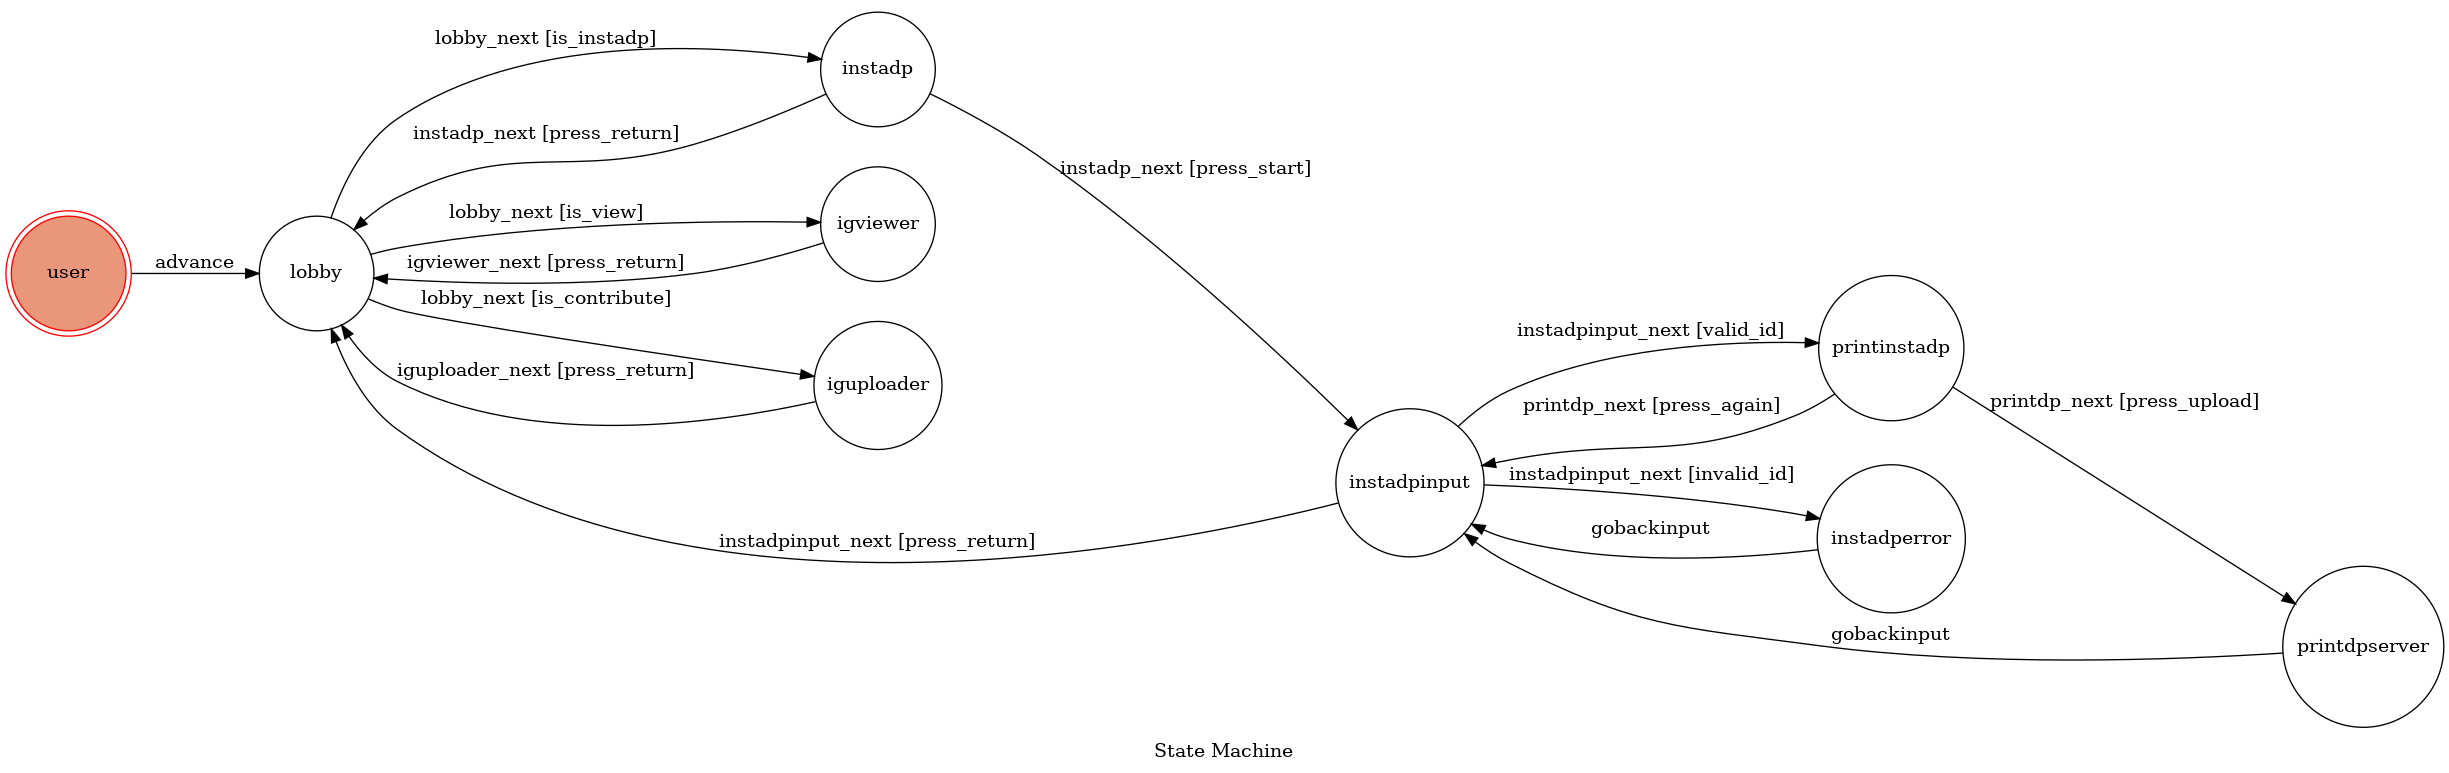 lobby_next [is_instadp]
instadp
instadp_next [press_return]
instadp_next [press_start]
lobby_next [is_view]
igviewer
user
advance
lobby
igviewer_next [press_return]
lobby_next [is_contribute]
iguploader_next [press_return]
iguploader
instadpinput_next [valid_id]
printinstadp
printdp_next [press_again]
printdp_next [press_upload]
instadpinput_next [invalid_id]
instadpinput
gobackinput
instadperror
instadpinput_next [press_return]
gobackinput
printdpserver
State Machine